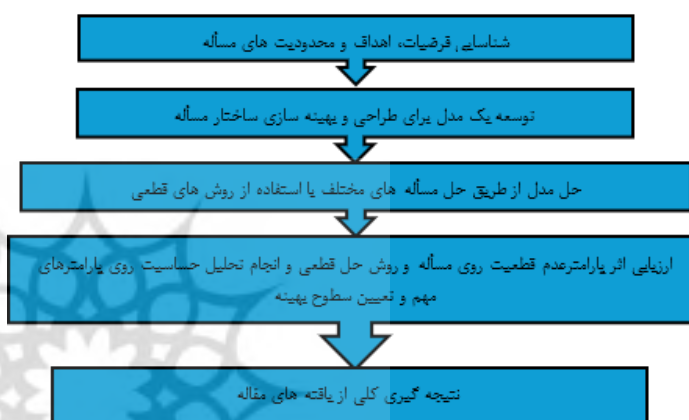 شناسایی فرضیات، اهداف و محدودیت های مسأله
توسعه یک مدل برای طراحی و بهینه سازی ساختار مسأله
حل مدل از طریق حل مسأله های مختلف با استفاده از روش های قطعی
ارزیابی اثر پارامترعدم قطعیت روی مسأله و روش حل قطعی و انجام تحلیل حساسیت روی پارامترهای
مهم و تعیین سطوح بهینه
نتیجه گیری کلی از یافته های مقاله